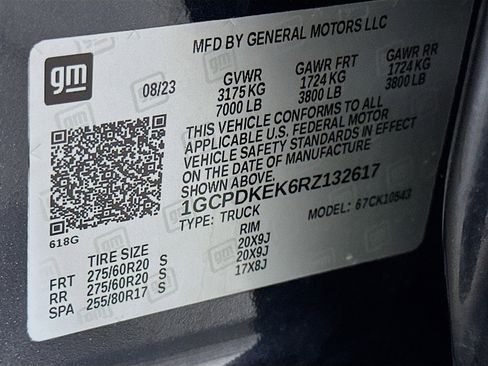 MFD BY GENERAL MOTORS LLC
gm
08/23
GVWR GAWR FRT GAWR RR
3175 KG 1724 KG 1724 KG
7000 LB 3800 LB 3800 LB
THIS VEHICLE CONFORMS TO ALL
APPLICABLE U.S. FEDERAL MOTOR
VEHICLE SAFETY STANDARDS IN EFFECT
ON THE DATE OF MANUFACTURE
SHOWN ABOVE.
1GCPDKEK6RZ132617
TYPE: TRUCK MODEL: 67CK10543
618G
TIRE SIZE RIM
FRT 275/60R20 S 20X9J
RR 275/60R20 S 20X9J
SPA 255/80R17 S 17X8J